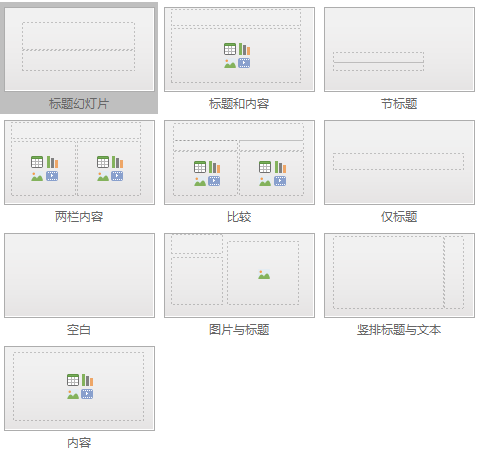 标题幻灯片
标题和内容
节标题
两栏内容
比较
仅标题
空白
图片与标题
竖排标题与文本
内容